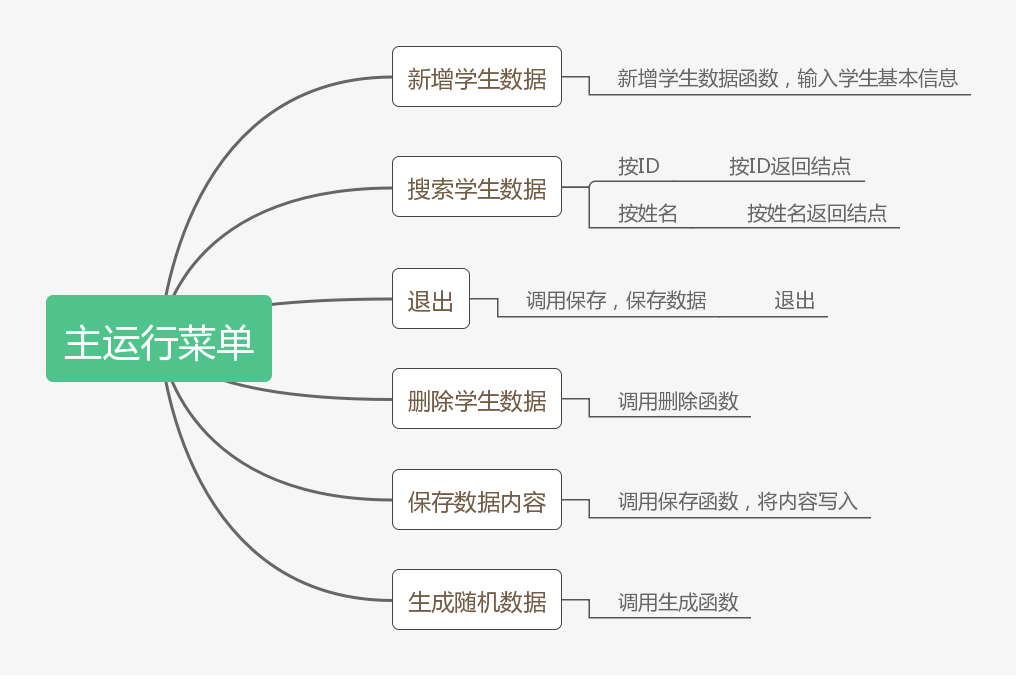 主运行菜单
新增学生数据
新增学生数据函数，输入学生基本信息
搜索学生数据
按ID
按ID返回结点
按姓名
按姓名返回结点
退出
调用保存，保存数据
退出
删除学生数据
调用删除函数
保存数据内容
调用保存函数，将内容写入
生成随机数据
调用生成函数